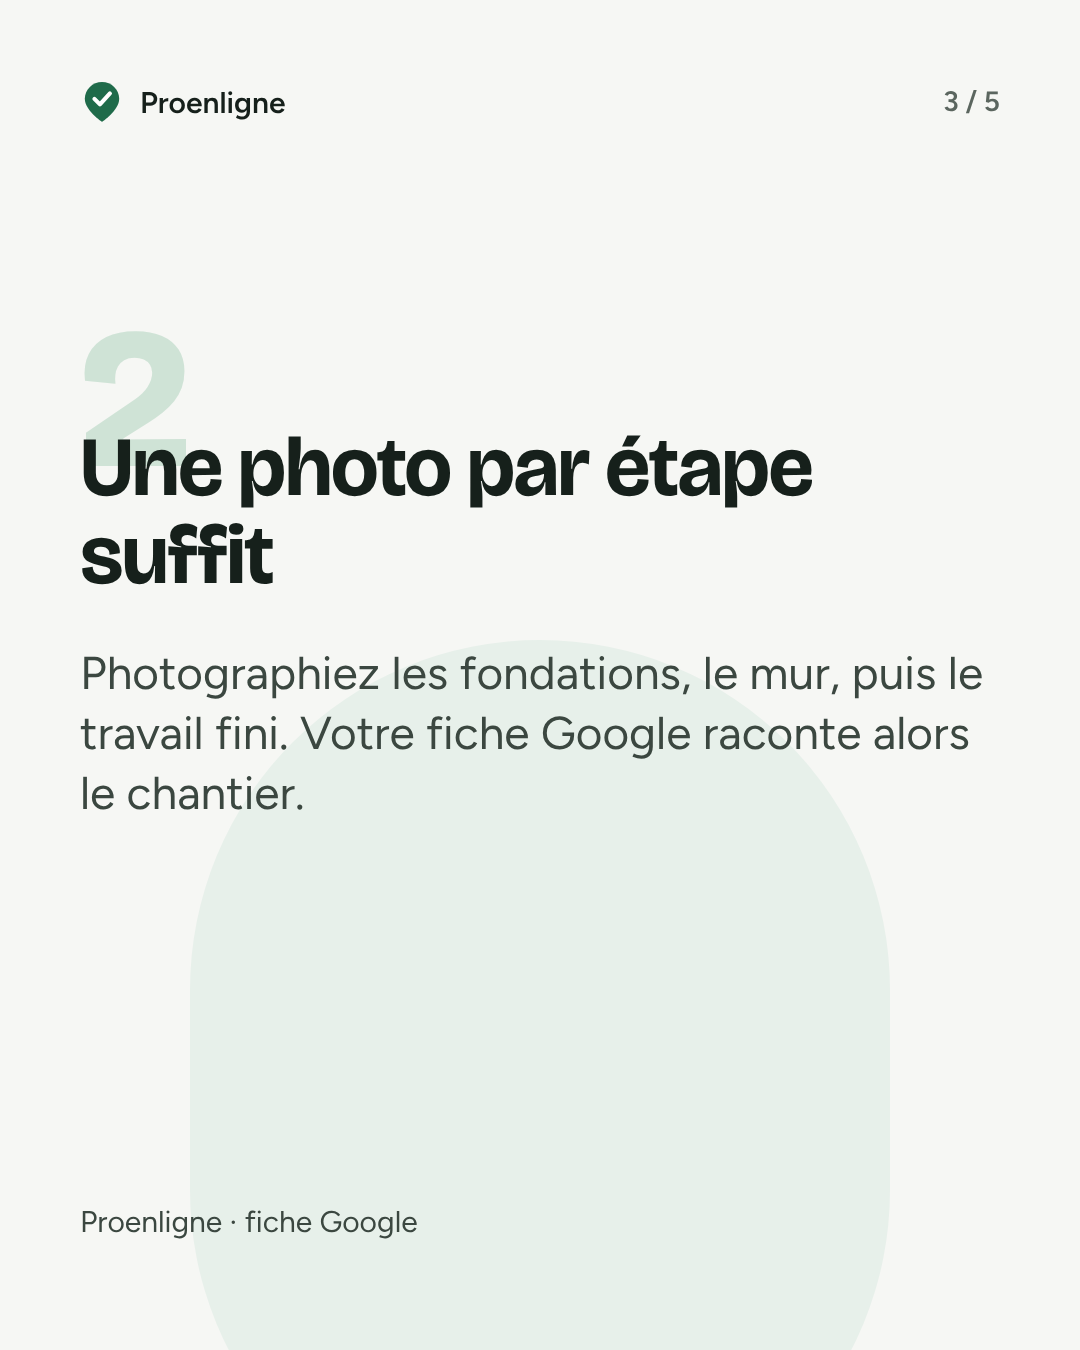 Proenligne
3 / 5
2
Une photo par étape
suffit
Photographiez les fondations, le mur, puis le
travail fini. Votre fiche Google raconte alors
le chantier.
Proenligne · fiche Google